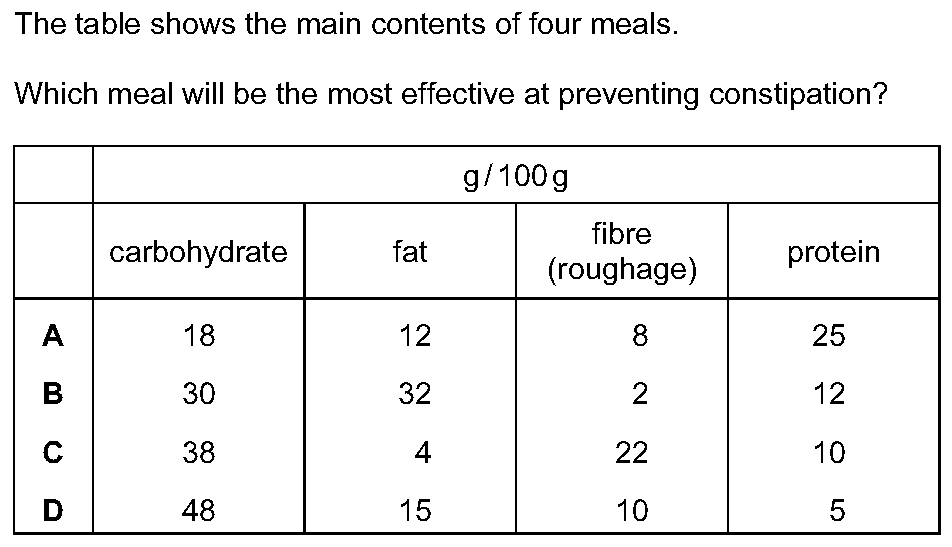 The table shows the main contents of four meals.
Which meal will be the most effective at preventing constipation?
g / 100 g
carbohydrate fat fibre (roughage) protein
A 18 12 8 25
B 30 32 2 12
C 38 4 22 10
D 48 15 10 5